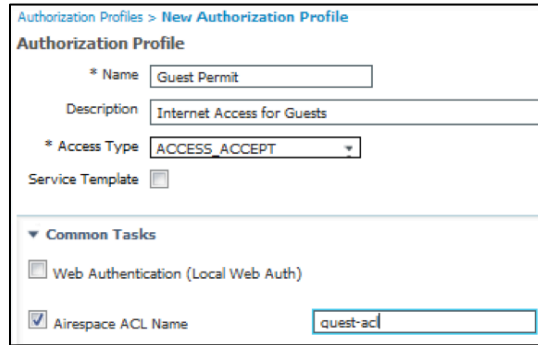 Authorization Profiles > New Authorization Profile
Authorization Profile
* Name Guest Permit
Description Internet Access for Guests
* Access Type ACCESS_ACCEPT
Service Template
Common Tasks
Web Authentication (Local Web Auth)
Airespace ACL Name guest-acl